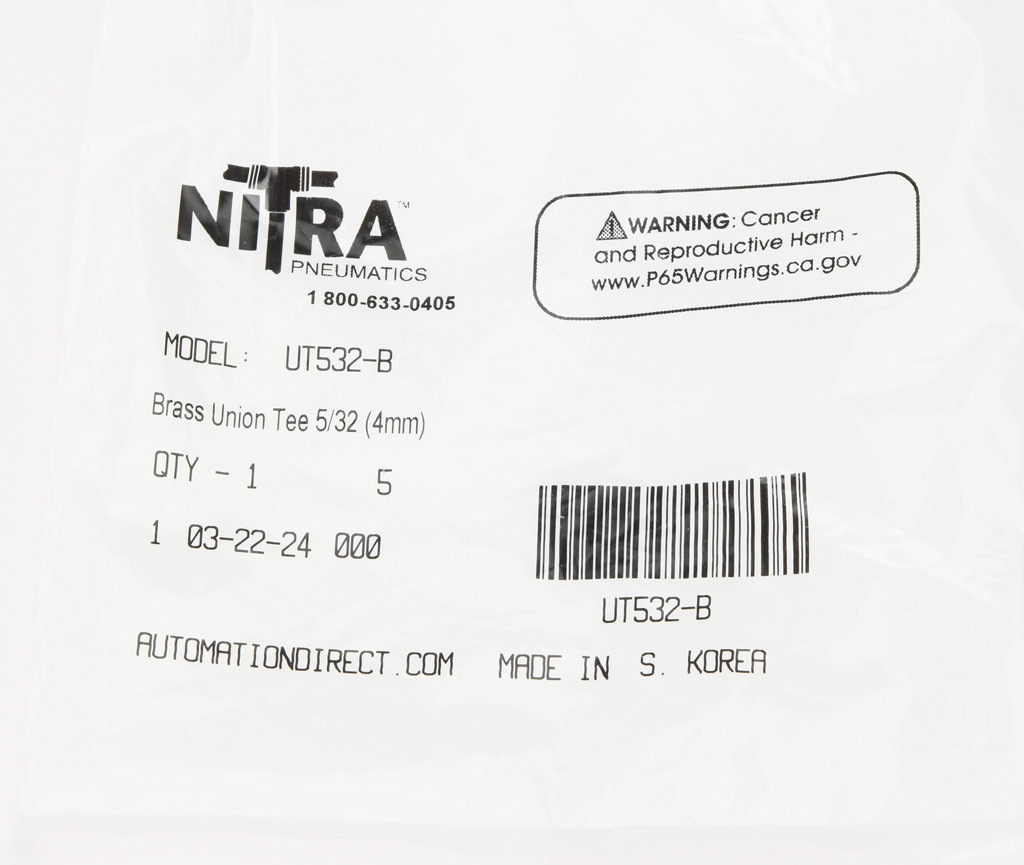 NITRA™
PNEUMATICS
1 800-633-0405
WARNING: Cancer
and Reproductive Harm -
www.P65Warnings.ca.gov
MODEL: UT532-B
Brass Union Tee 5/32 (4mm)
QTY - 1 5
1 03-22-24 000
UT532-B
AUTOMATIONDIRECT.COM MADE IN S. KOREA